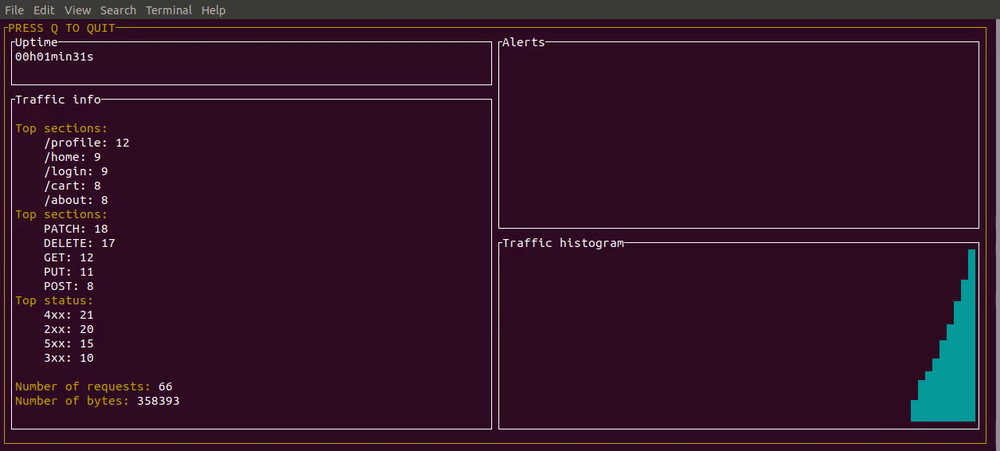 File Edit View Search Terminal Help
PRESS Q TO QUIT
Uptime
00h01min31s
Traffic info
Top sections:
/profile: 12
/home: 9
/login: 9
/cart: 8
/about: 8
Top sections:
PATCH: 18
DELETE: 17
GET: 12
PUT: 11
POST: 8
Top status:
4xx: 21
2xx: 20
5xx: 15
3xx: 10
Number of requests: 66
Number of bytes: 358393
Alerts
Traffic histogram